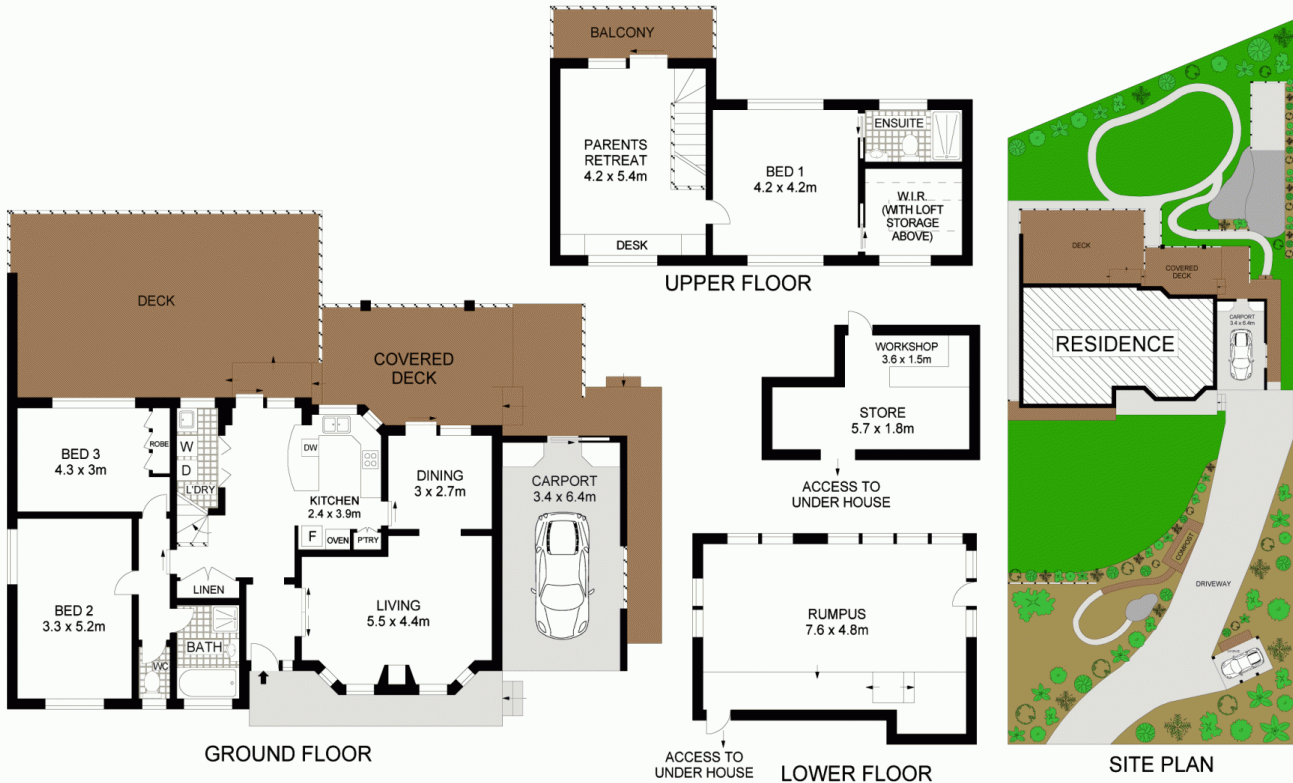 BALCONY
PARENTS
RETREAT
4.2 x 5.4m
DESK
BED 1
4.2 x 4.2m
ENSUITE
W.I.R.
(WITH LOFT
STORAGE
ABOVE)
UPPER FLOOR
DECK
COVERED
DECK
BED 3
4.3 x 3m
ROBE
W
D
L'DRY
DW
KITCHEN
2.4 x 3.9m
F
OVEN
P'TRY
DINING
3 x 2.7m
CARPORT
3.4 x 6.4m
LINEN
BED 2
3.3 x 5.2m
WC
BATH
LIVING
5.5 x 4.4m
GROUND FLOOR
WORKSHOP
3.6 x 1.5m
STORE
5.7 x 1.8m
ACCESS TO
UNDER HOUSE
RUMPUS
7.6 x 4.8m
ACCESS TO
UNDER HOUSE
LOWER FLOOR
DECK
COVERED
DECK
CARPORT
3.4 x 6.4m
RESIDENCE
COMPOST
DRIVEWAY
SITE PLAN